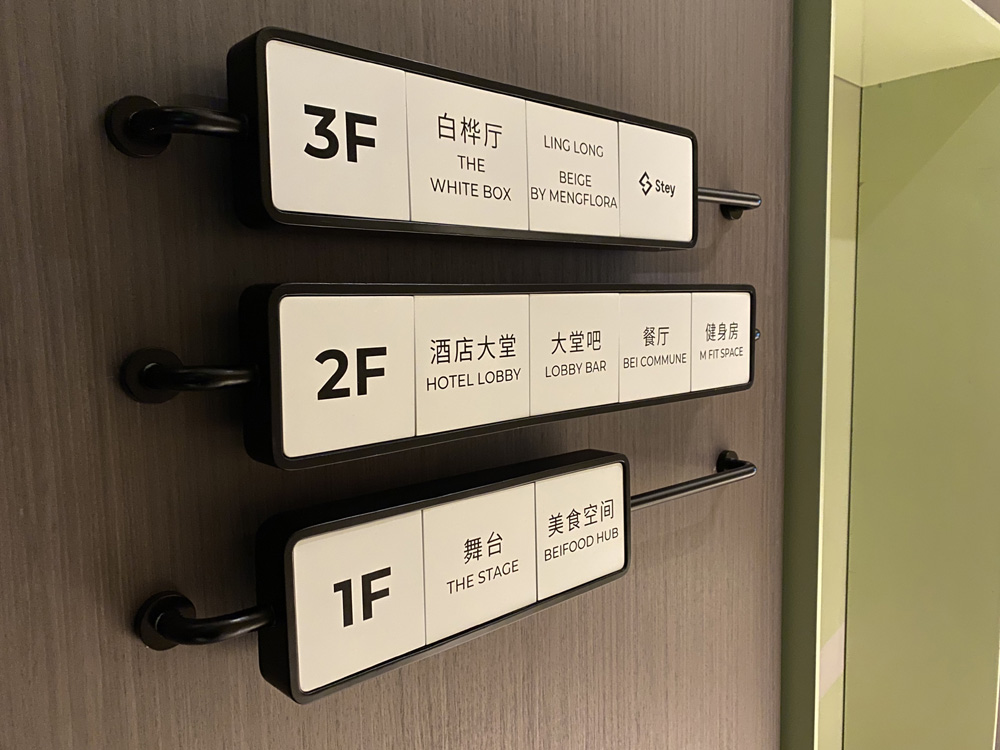 3F
白桦厅
THE
WHITE BOX
LING LONG
BEIGE
BY MENGFLORA
Stey
2F
酒店大堂
HOTEL LOBBY
大堂吧
LOBBY BAR
餐厅
BEI COMMUNE
健身房
M FIT SPACE
1F
舞台
THE STAGE
美食空间
BEIFOOD HUB